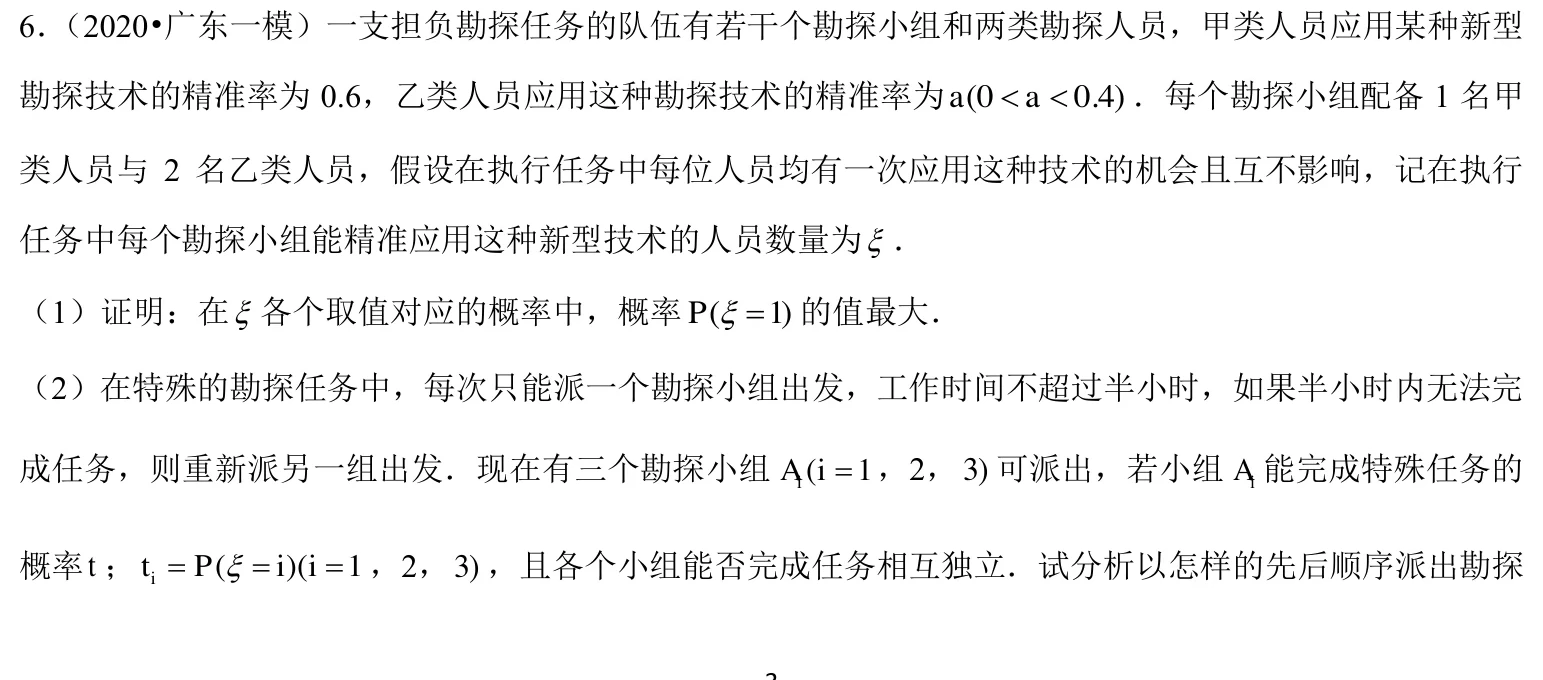 6.（2020•广东一模）一支担负勘探任务的队伍有若干个勘探小组和两类勘探人员，甲类人员应用某种新型
勘探技术的精准率为 0.6，乙类人员应用这种勘探技术的精准率为 a(0 < a < 0.4)．每个勘探小组配备 1 名甲
类人员与 2 名乙类人员，假设在执行任务中每位人员均有一次应用这种技术的机会且互不影响，记在执行
任务中每个勘探小组能精准应用这种新型技术的人员数量为 ξ．
（1）证明：在 ξ 各个取值对应的概率中，概率 P(ξ = 1) 的值最大．
（2）在特殊的勘探任务中，每次只能派一个勘探小组出发，工作时间不超过半小时，如果半小时内无法完
成任务，则重新派另一组出发．现在有三个勘探小组 Aᵢ(i = 1，2， 3) 可派出，若小组 Aᵢ 能完成特殊任务的
概率 t；tᵢ = P(ξ = i)(i = 1，2， 3)，且各个小组能否完成任务相互独立．试分析以怎样的先后顺序派出勘探